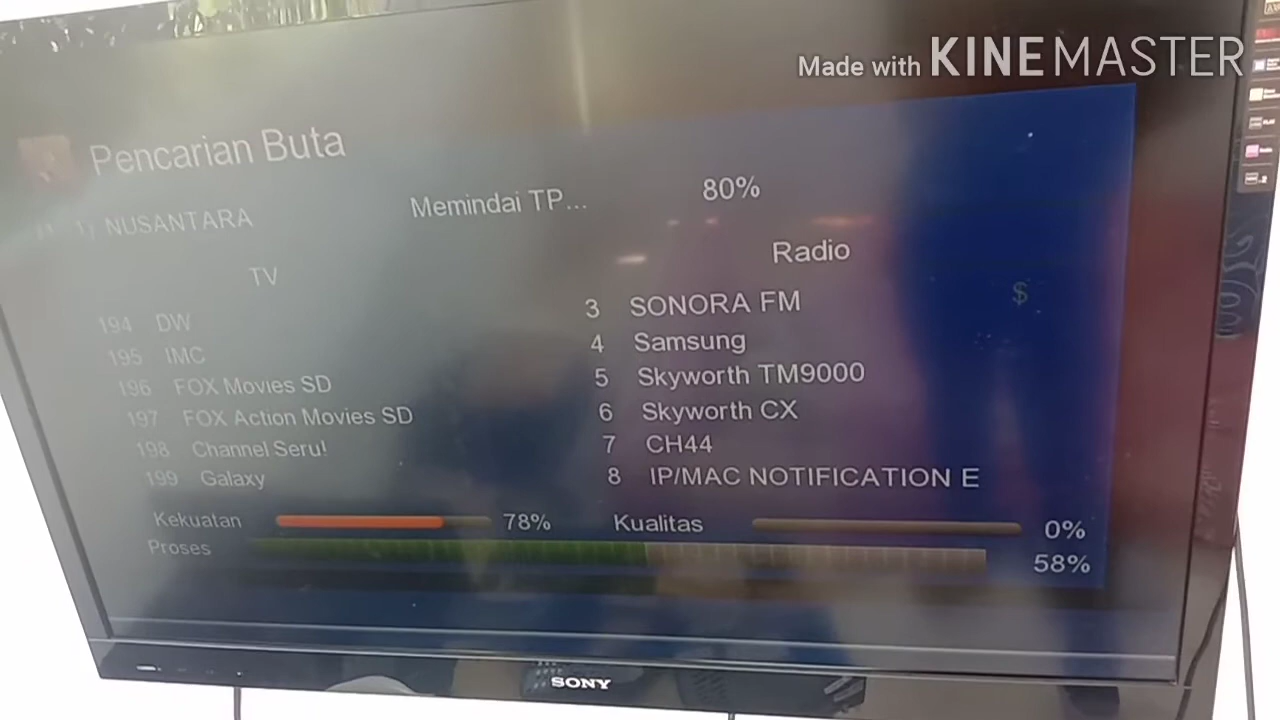 Made with KINEMASTER
Pencarian Buta
NUSANTARA
Memindai TP...
80%
TV
Radio
194 DW
195 IMC
196 FOX Movies SD
197 FOX Action Movies SD
198 Channel Seru!
199 Galaxy
3 SONORA FM
4 Samsung
5 Skyworth TM9000
6 Skyworth CX
7 CH44
8 IP/MAC NOTIFICATION E
$
Kekuatan 78%
Kualitas 0%
Proses 58%
SONY